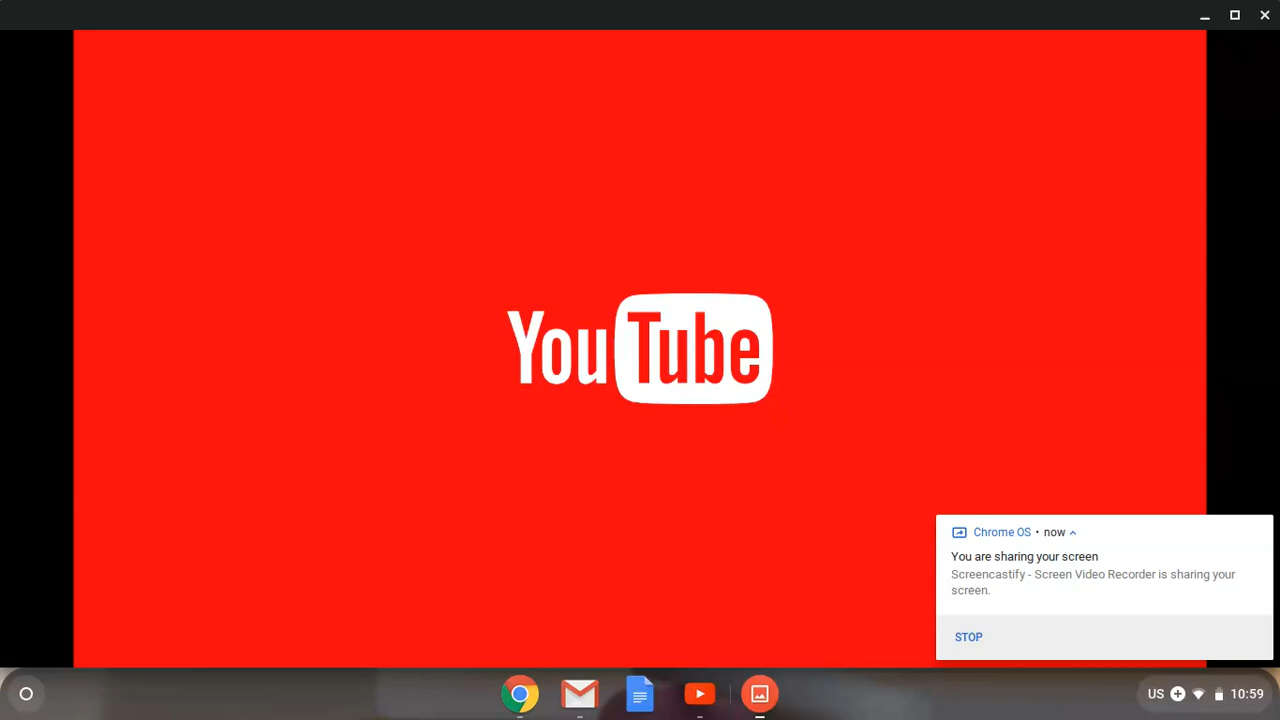 YouTube
Chrome OS • now
You are sharing your screen
Screencastify - Screen Video Recorder is sharing your
screen.
STOP
US 10:59